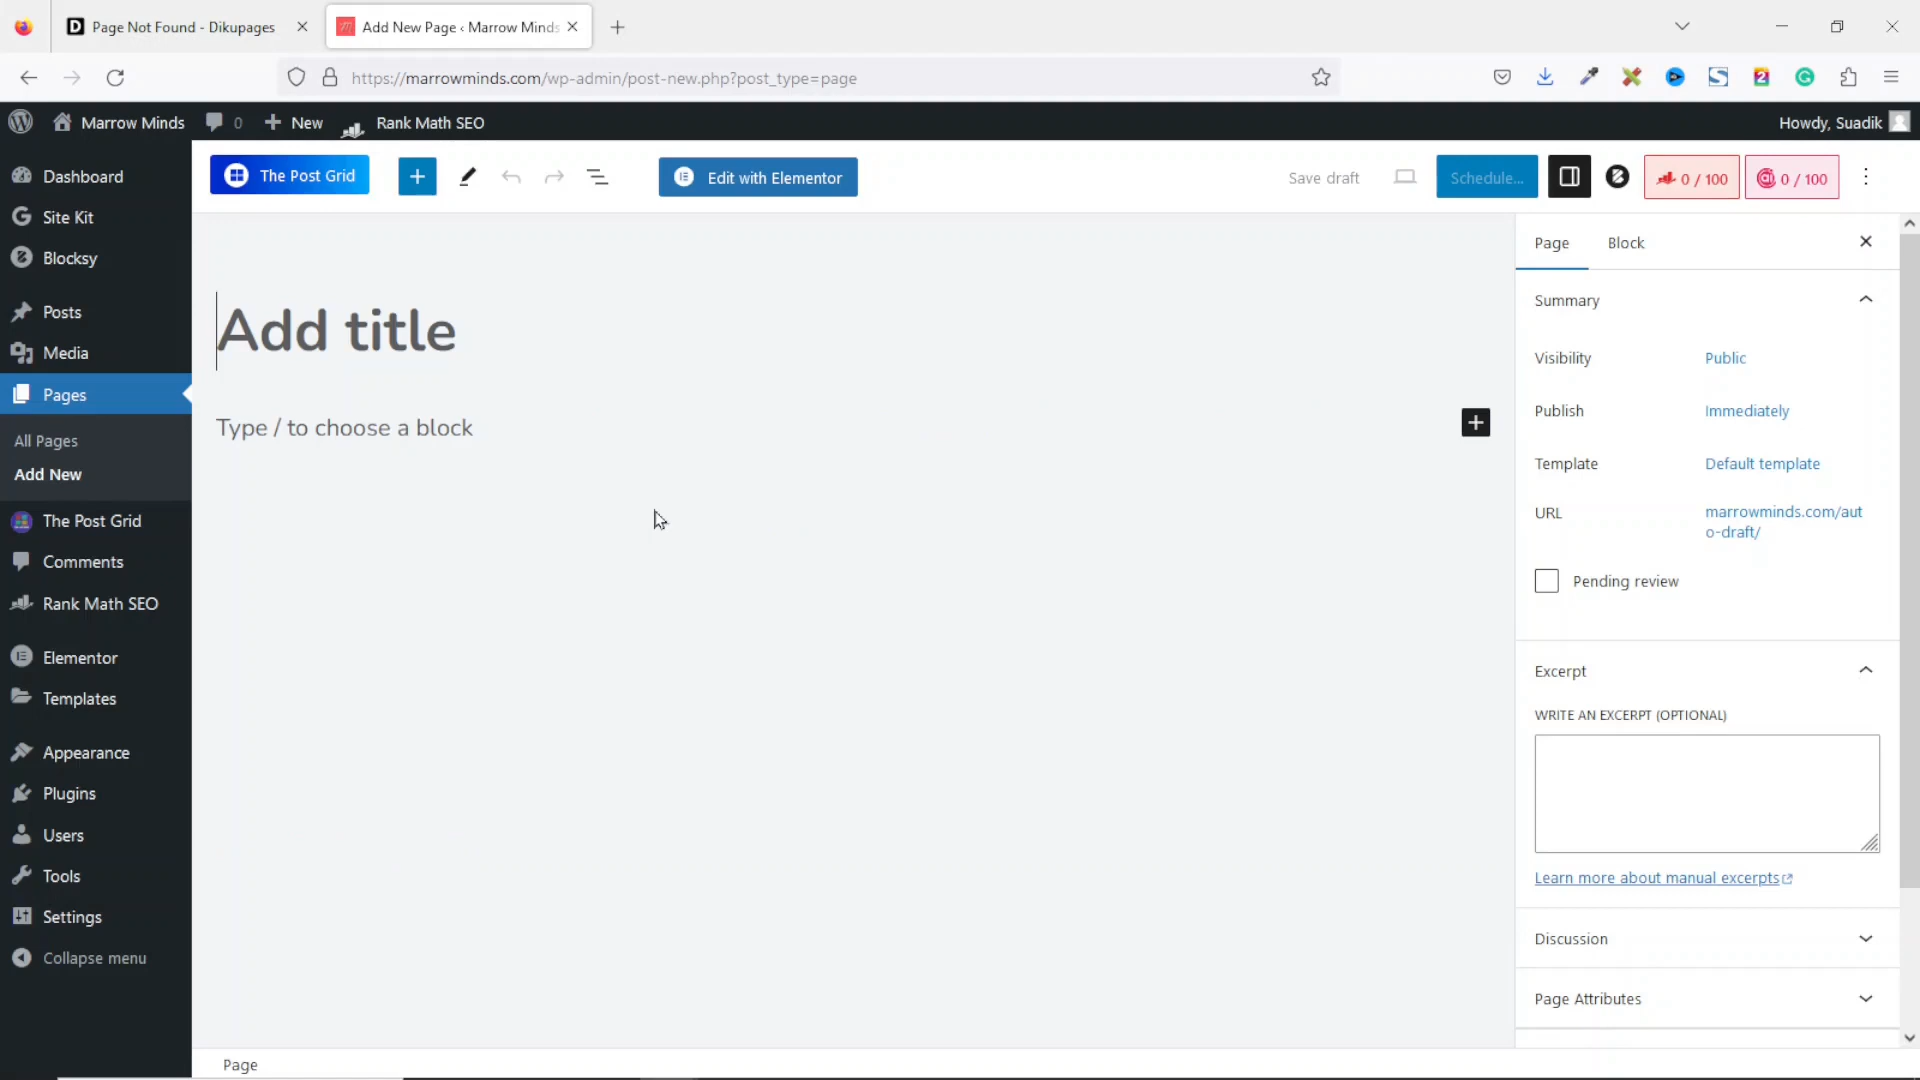 Page Not Found - Dikupages
Add New Page ‹ Marrow Minds
https://marrowminds.com/wp-admin/post-new.php?post_type=page
Marrow Minds
0
New
Rank Math SEO
Howdy, Suadik
Dashboard
Site Kit
Blocksy
Posts
Media
Pages
All Pages
Add New
The Post Grid
Comments
Rank Math SEO
Elementor
Templates
Appearance
Plugins
Users
Tools
Settings
Collapse menu
The Post Grid
Edit with Elementor
Save draft
Schedule...
0 / 100
0 / 100
Add title
Type / to choose a block
Page
Block
Summary
Visibility
Public
Publish
Immediately
Template
Default template
URL
marrowminds.com/aut
o-draft/
Pending review
Excerpt
WRITE AN EXCERPT (OPTIONAL)
Learn more about manual excerpts
Discussion
Page Attributes
Page